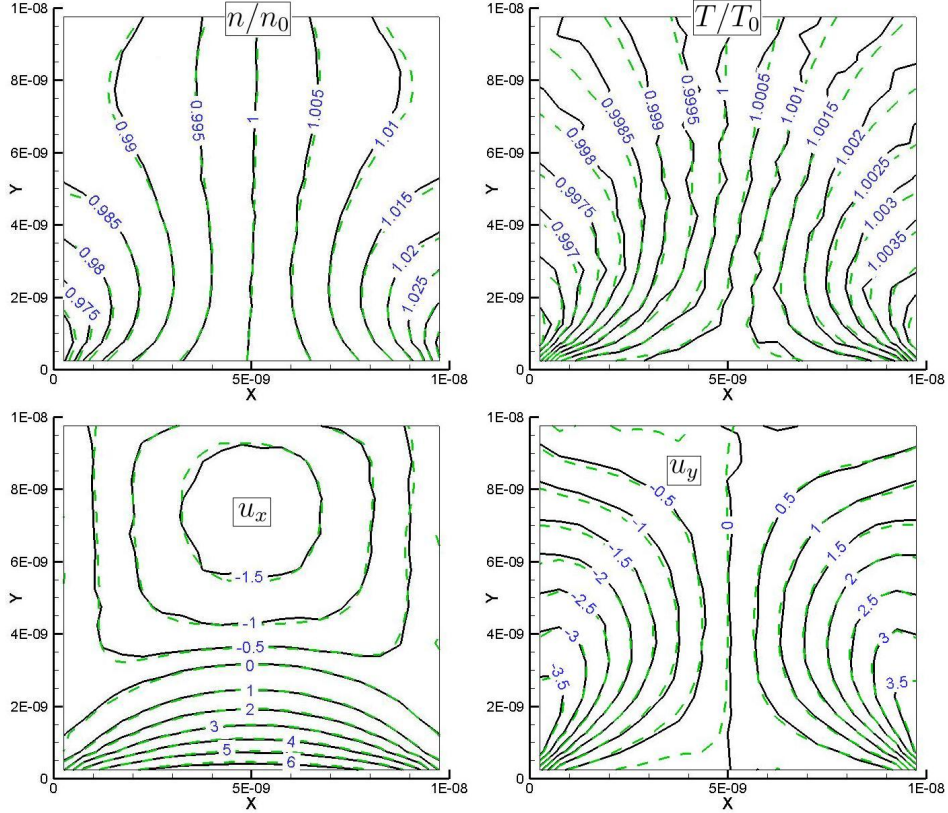 n/n₀
1E-08
8E-09
6E-09
4E-09
2E-09
0
Y
0.99
0.995
1
1.005
1.01
0.985
0.98
0.975
1.015
1.02
1.025
0
5E-09
1E-08
X
T/T₀
1E-08
8E-09
6E-09
4E-09
2E-09
0
Y
0.9985
0.999
0.9995
1
1.0005
1.001
1.0015
1.002
0.998
0.9975
0.997
1.0025
1.003
1.0035
0
5E-09
1E-08
X
1E-08
8E-09
6E-09
4E-09
2E-09
0
Y
uₓ
-1.5
-1
-0.5
0
1
2
3
4
5
6
0
5E-09
1E-08
X
1E-08
8E-09
6E-09
4E-09
2E-09
0
Y
u_y
-0.5
-1
-1.5
-2
-2.5
-3
-3.5
0
0.5
1
1.5
2
2.5
3
3.5
0
5E-09
1E-08
X